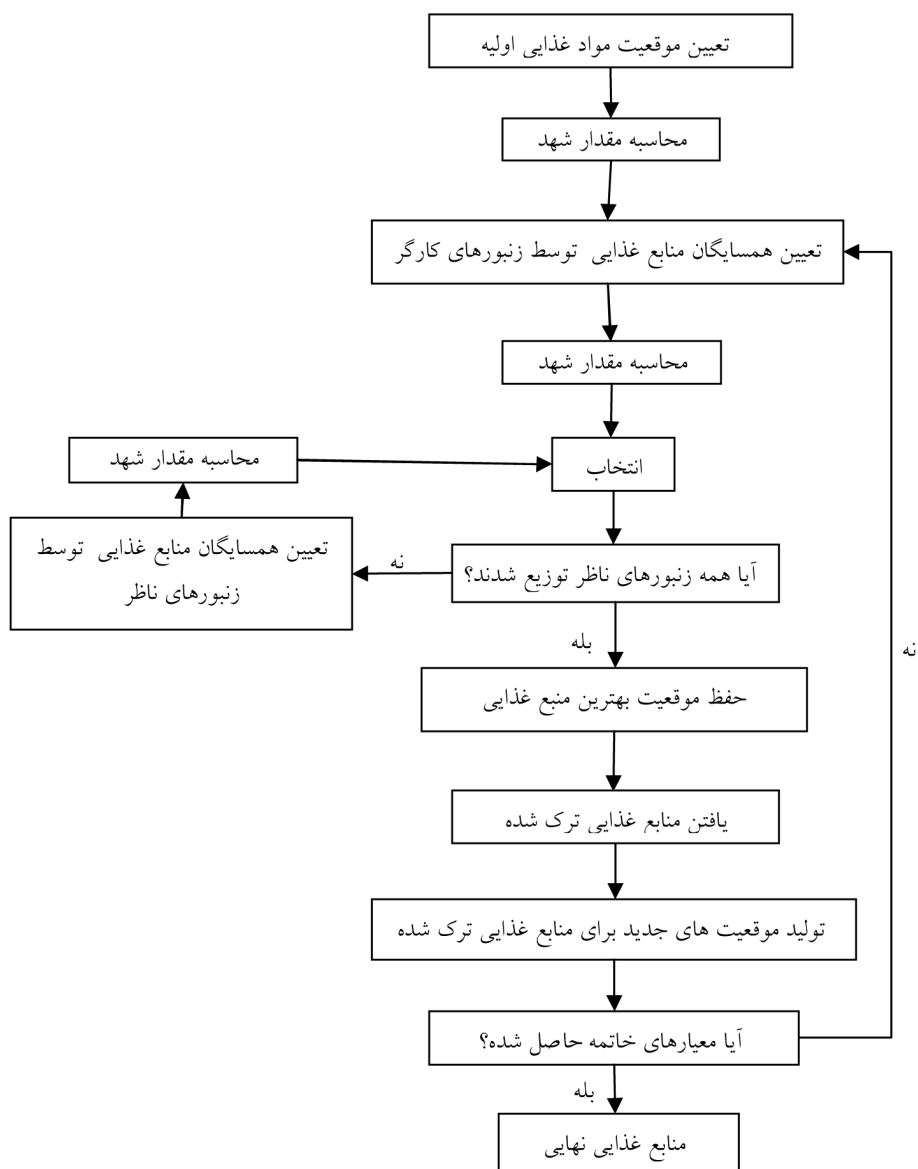 تعیین موقعیت مواد غذایی اولیه
محاسبه مقدار شهد
تعیین همسایگان منابع غذایی توسط زنبورهای کارگر
محاسبه مقدار شهد
انتخاب
محاسبه مقدار شهد
آیا همه زنبورهای ناظر توزیع شدند؟
نه
تعیین همسایگان منابع غذایی توسط
زنبورهای ناظر
بله
نه
حفظ موقعیت بهترین منبع غذایی
یافتن منابع غذایی ترک شده
تولید موقعیت های جدید برای منابع غذایی ترک شده
آیا معیارهای خاتمه حاصل شده؟
بله
منابع غذایی نهایی